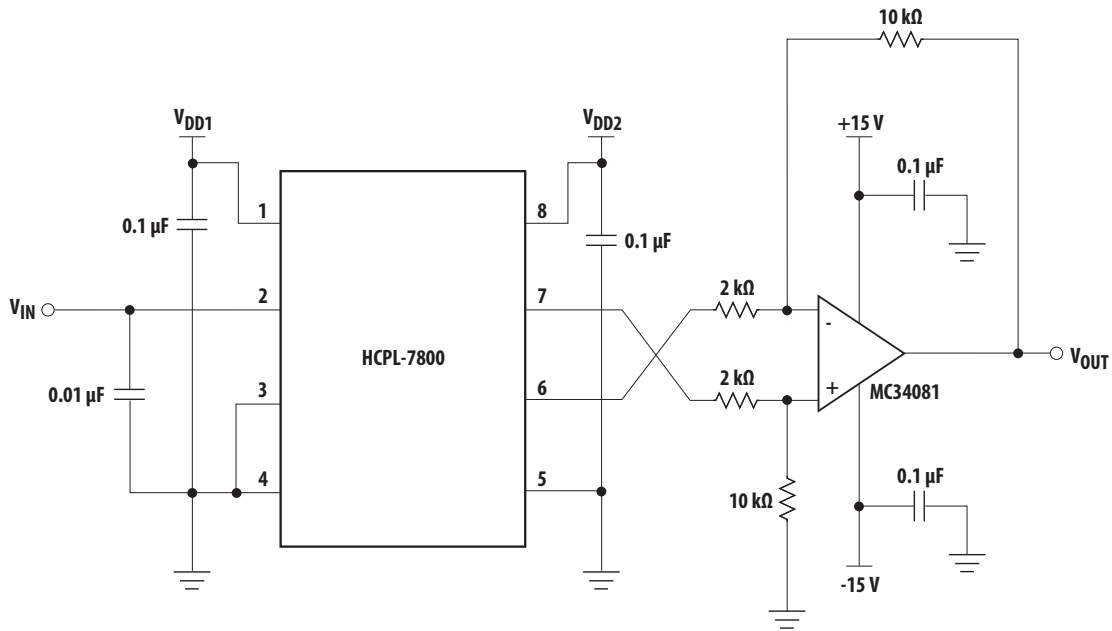 10 kΩ
VDD1
VDD2
+15 V
0.1 µF
1
8
0.1 µF
0.1 µF
2 kΩ
VIN
2
7
-
HCPL-7800
VOUT
0.01 µF
3
6
2 kΩ
+
MC34081
4
5
10 kΩ
0.1 µF
-15 V